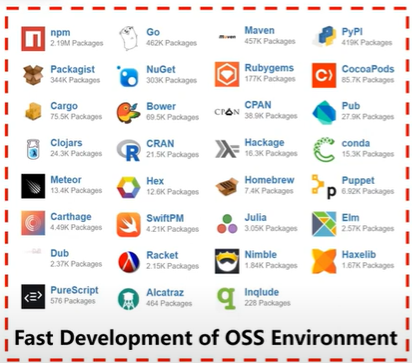 npm Go Maven PyPI
2.19M Packages 462K Packages 457K Packages 419K Packages
Packagist NuGet Rubygems CocoaPods
344K Packages 303K Packages 177K Packages 85.7K Packages
Cargo Bower CPAN Pub
75.5K Packages 69.5K Packages 38.9K Packages 27.9K Packages
Clojars CRAN Hackage conda
24.3K Packages 21.5K Packages 16.3K Packages 15.3K Packages
Meteor Hex Homebrew Puppet
13.4K Packages 12.6K Packages 7.4K Packages 6.92K Packages
Carthage SwiftPM Julia Elm
4.49K Packages 4.21K Packages 3.05K Packages 2.57K Packages
Dub Racket Nimble Haxelib
2.37K Packages 2.15K Packages 1.84K Packages 1.67K Packages
PureScript Alcatraz Inqlude
576 Packages 464 Packages 228 Packages
Fast Development of OSS Environment